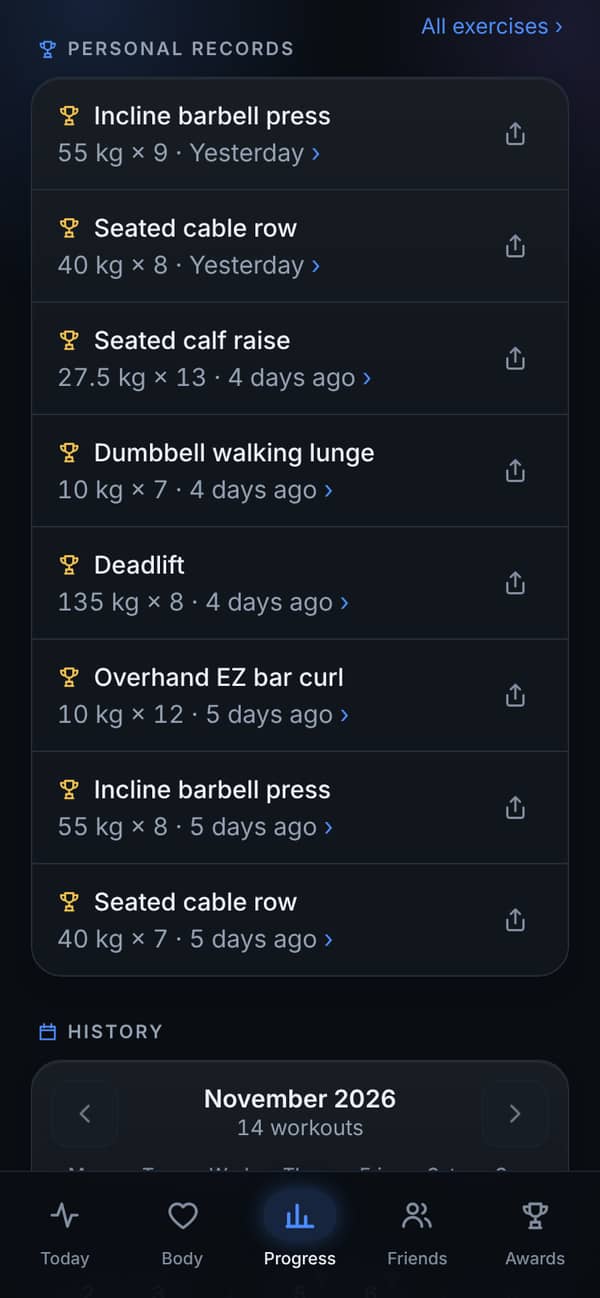 All exercises ›
PERSONAL RECORDS
Incline barbell press
55 kg × 9 · Yesterday ›
Seated cable row
40 kg × 8 · Yesterday ›
Seated calf raise
27.5 kg × 13 · 4 days ago ›
Dumbbell walking lunge
10 kg × 7 · 4 days ago ›
Deadlift
135 kg × 8 · 4 days ago ›
Overhand EZ bar curl
10 kg × 12 · 5 days ago ›
Incline barbell press
55 kg × 8 · 5 days ago ›
Seated cable row
40 kg × 7 · 5 days ago ›
HISTORY
November 2026
14 workouts
Today Body Progress Friends Awards